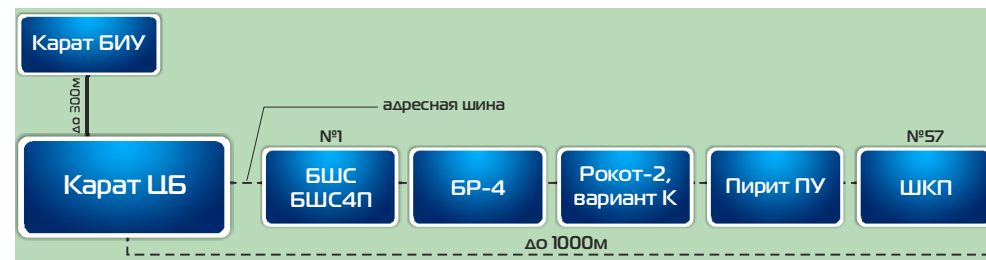 Карат БИУ
до 300м
адресная шина
№1
№57
Карат ЦБ
БШС
БШС4П
БР-4
Рокот-2,
вариант К
Пирит ПУ
ШКП
до 1000м